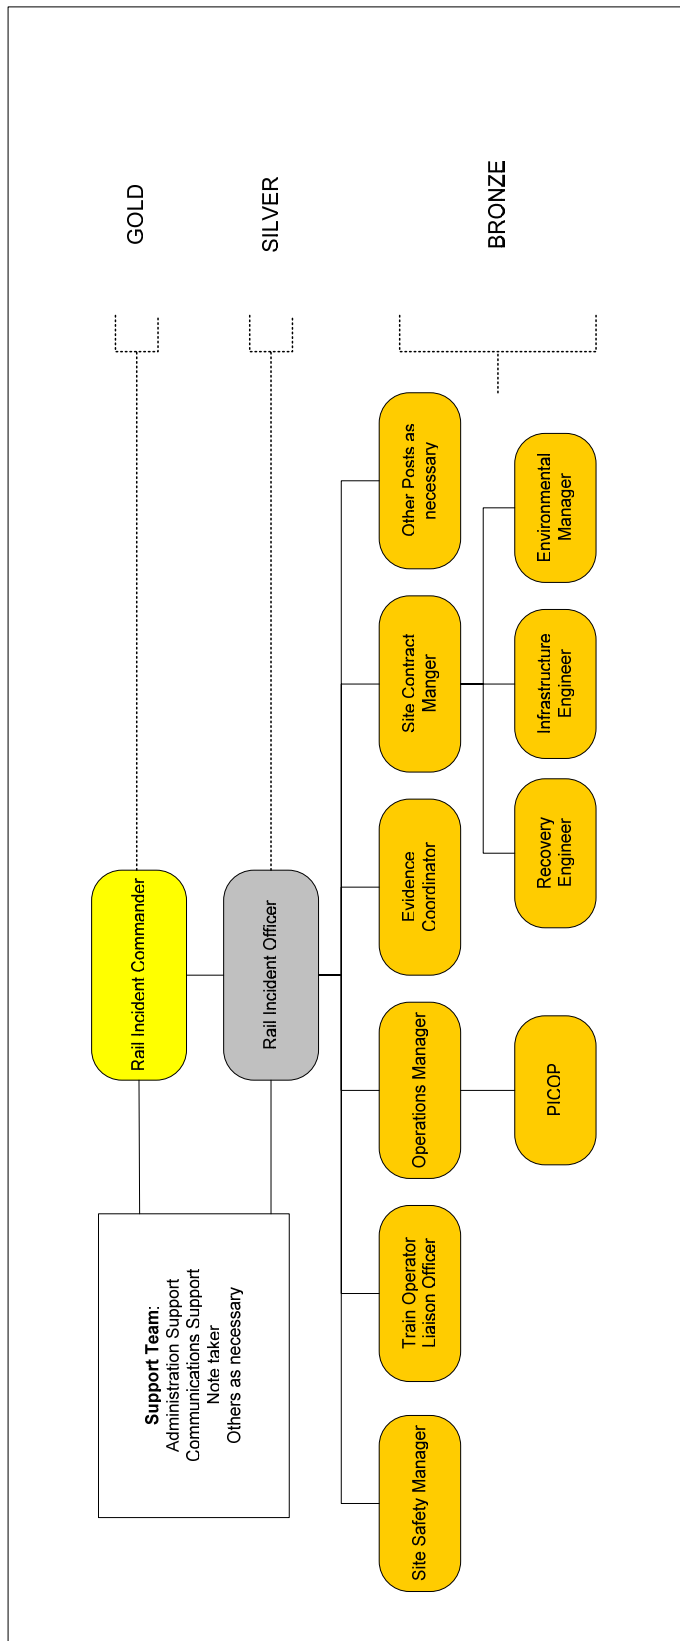 Rail Incident Commander
GOLD
Support Team:
Administration Support
Communications Support
Note taker
Others as necessary
Rail Incident Officer
SILVER
Site Safety Manager
Train Operator
Liaison Officer
Operations Manager
Evidence
Coordinator
Site Contract
Manger
Other Posts as
necessary
BRONZE
PICOP
Recovery
Engineer
Infrastructure
Engineer
Environmental
Manager